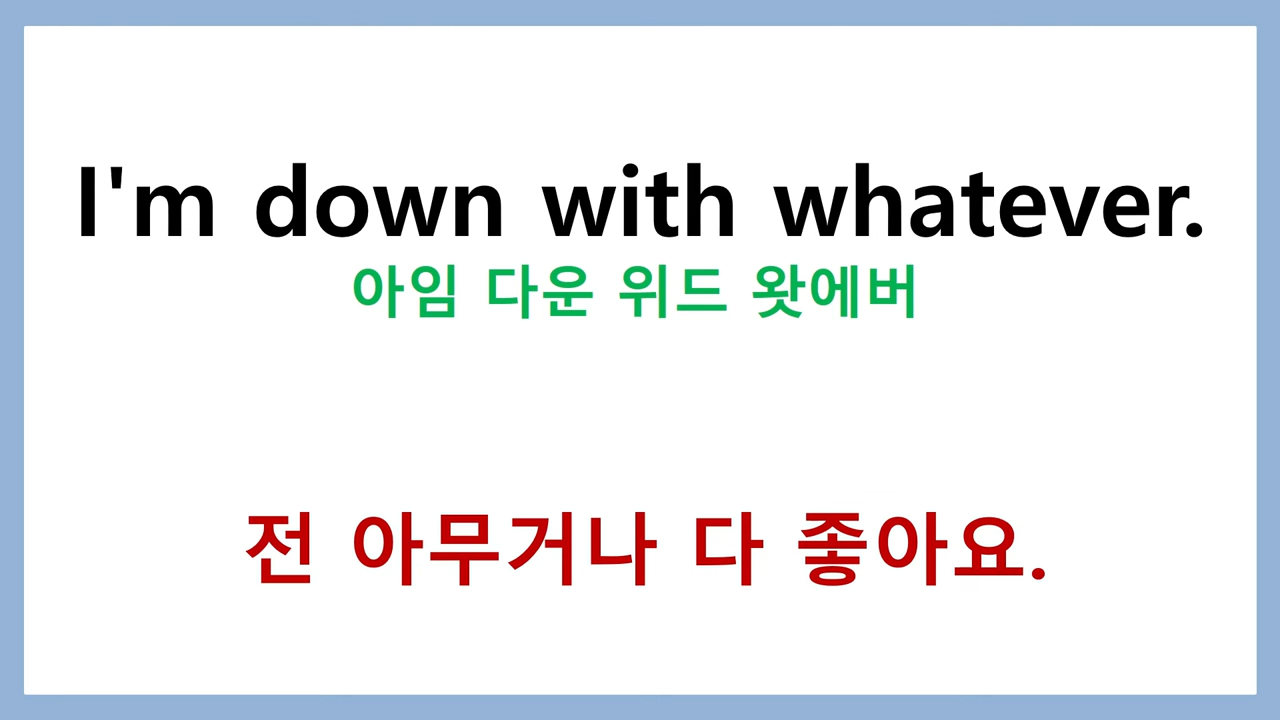 I'm down with whatever.
아임 다운 위드 왓에버
전 아무거나 다 좋아요.